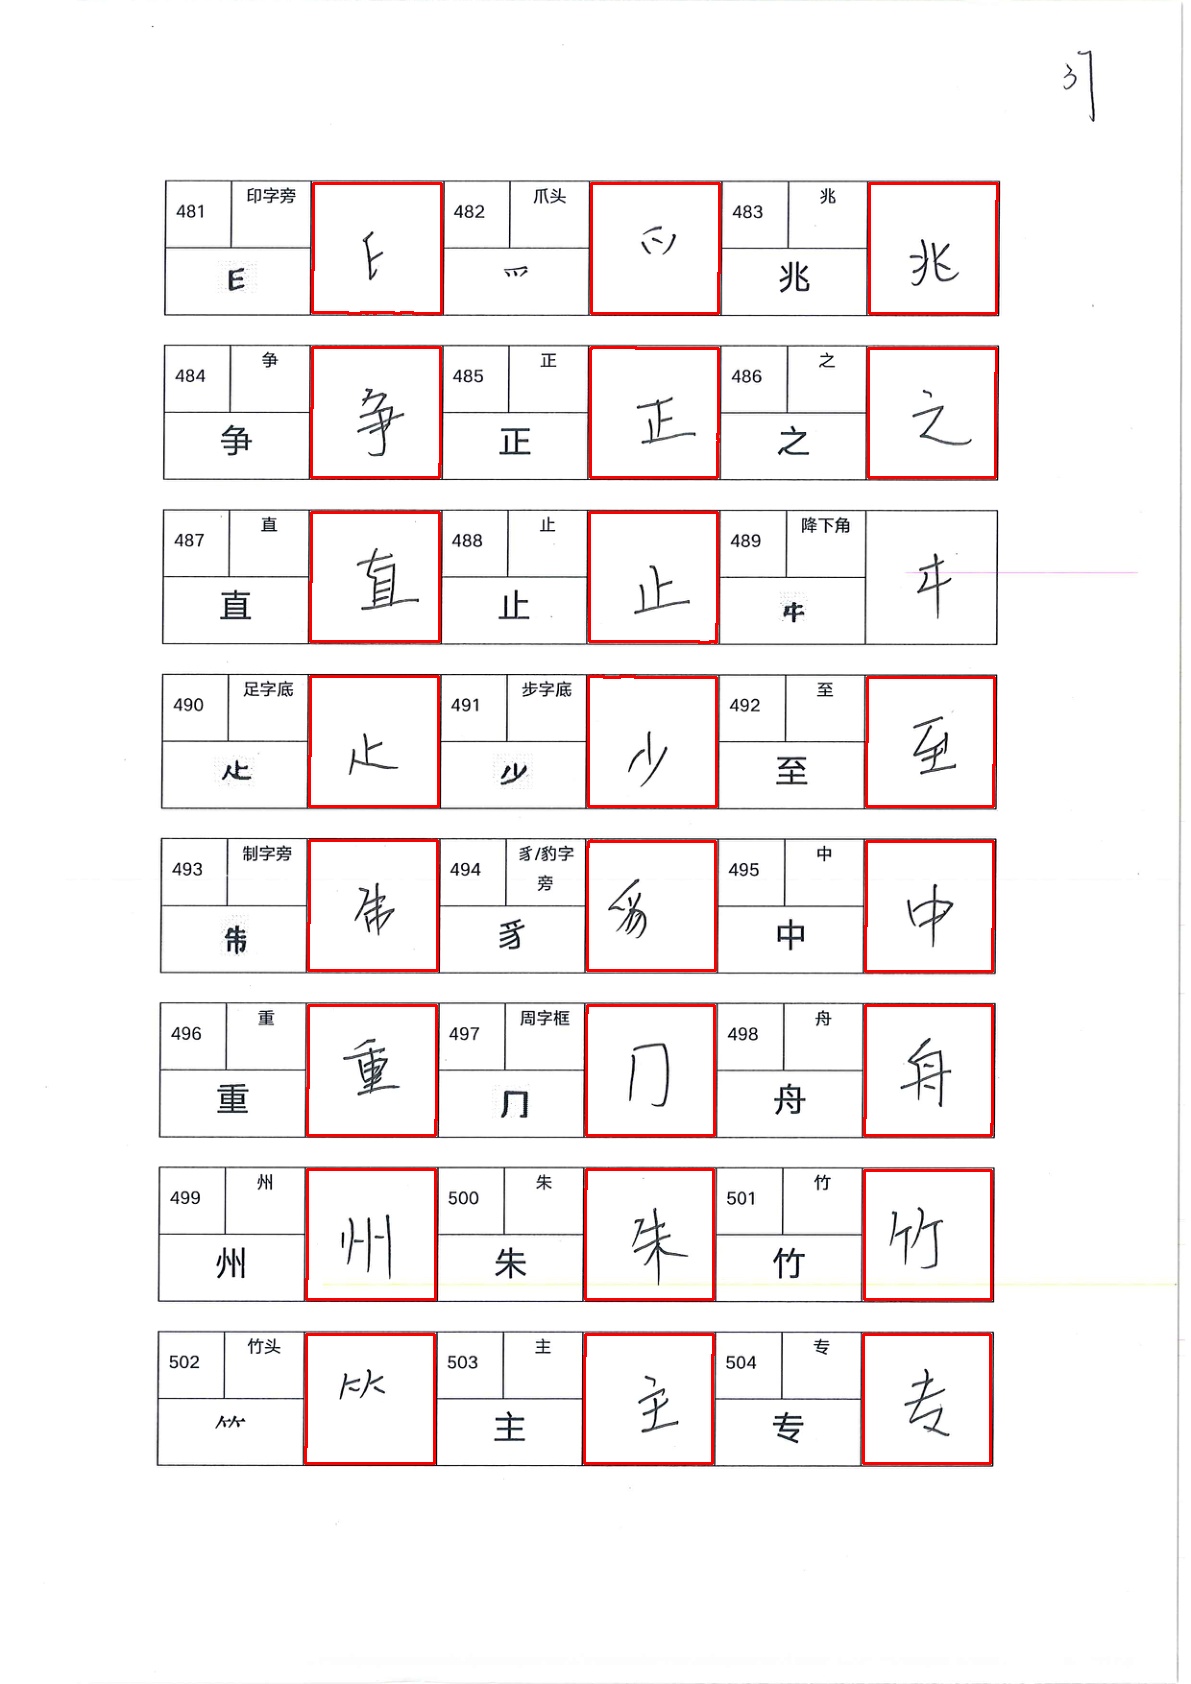 37
481 印字旁 482 爪头 483 兆
E 𠂎 爫 爫 兆 兆
484 争 485 正 486 之
争 争 正 正 之 之
487 直 488 止 489 降下角
直 直 止 止 㐄 㐄
490 足字底 491 步字底 492 至
龰 龰 少 少 至 至
493 制字旁 494 豸/豹字旁 495 中
豸 中 中
496 重 497 周字框 498 舟
重 重 ⺆ ⺆ 舟 舟
499 州 500 朱 501 竹
州 州 朱 朱 竹 竹
502 竹头 503 主 504 专
⺮ ⺮ 主 主 专 专